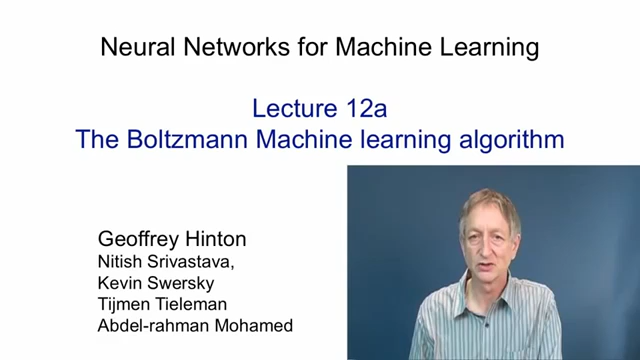 Neural Networks for Machine Learning
Lecture 12a
The Boltzmann Machine learning algorithm
Geoffrey Hinton
Nitish Srivastava,
Kevin Swersky
Tijmen Tieleman
Abdel-rahman Mohamed